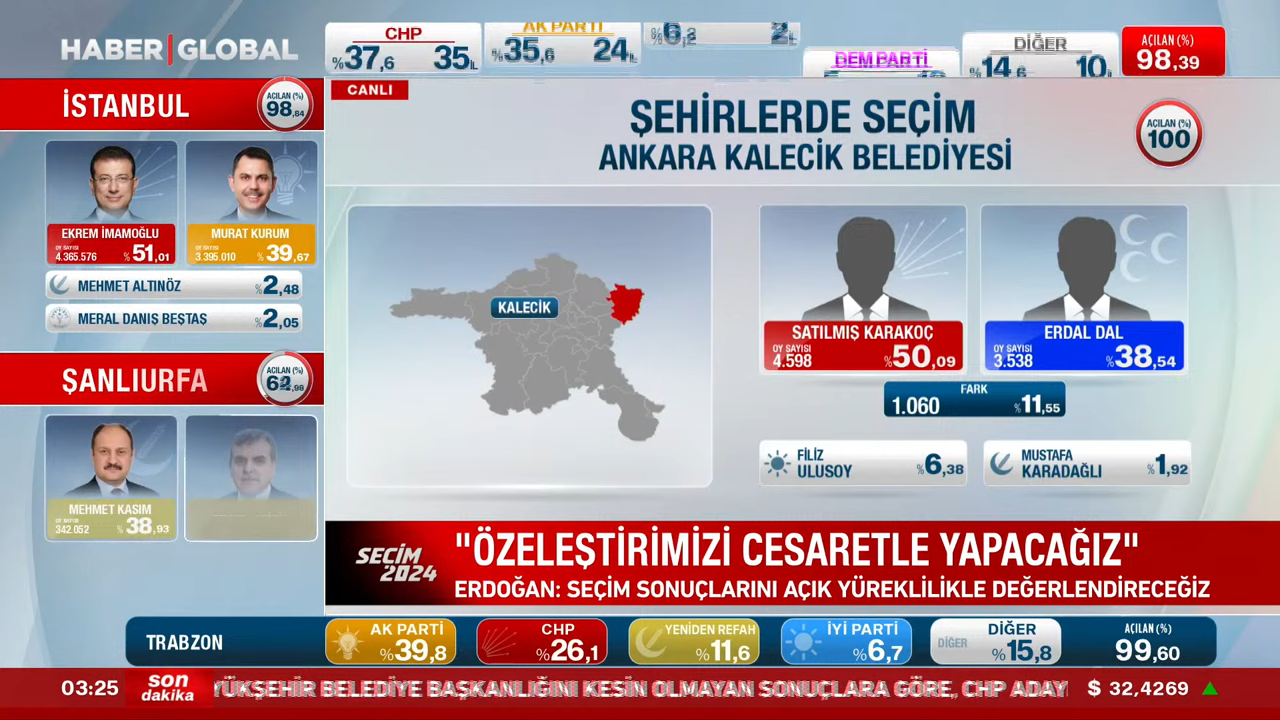 HABER GLOBAL
CHP
%37,6 35İL
AK PARTİ
%35,6 24İL
%6,2 2İL
DEM PARTİ
DİĞER
%14,6 10İL
AÇILAN (%)
98,39
İSTANBUL
AÇILAN (%)
98,84
EKREM İMAMOĞLU
OY SAYISI
4.365.576 %51,01
MURAT KURUM
OY SAYISI
3.395.010 %39,67
MEHMET ALTINÖZ %2,48
MERAL DANIŞ BEŞTAŞ %2,05
ŞANLIURFA
AÇILAN (%)
MEHMET KASIM
OY SAYISI
342.052 %38,93
CANLI
ŞEHİRLERDE SEÇİM
ANKARA KALECİK BELEDİYESİ
AÇILAN (%)
100
KALECİK
SATILMIŞ KARAKOÇ
OY SAYISI
4.598 %50,09
ERDAL DAL
OY SAYISI
3.538 %38,54
FARK
1.060 %11,55
FİLİZ
ULUSOY %6,38
MUSTAFA
KARADAĞLI %1,92
SEÇİM
2024
"ÖZELEŞTİRİMİZİ CESARETLE YAPACAĞIZ"
ERDOĞAN: SEÇİM SONUÇLARINI AÇIK YÜREKLİLİKLE DEĞERLENDİRECEĞİZ
TRABZON
AK PARTİ
%39,8
CHP
%26,1
YENİDEN REFAH
%11,6
İYİ PARTİ
%6,7
DİĞER
DİĞER
%15,8
AÇILAN (%)
99,60
03:25
son
dakika
YÜKŞEHİR BELEDİYE BAŞKANLIĞINI KESİN OLMAYAN SONUÇLARA GÖRE, CHP ADAY
$ 32,4269